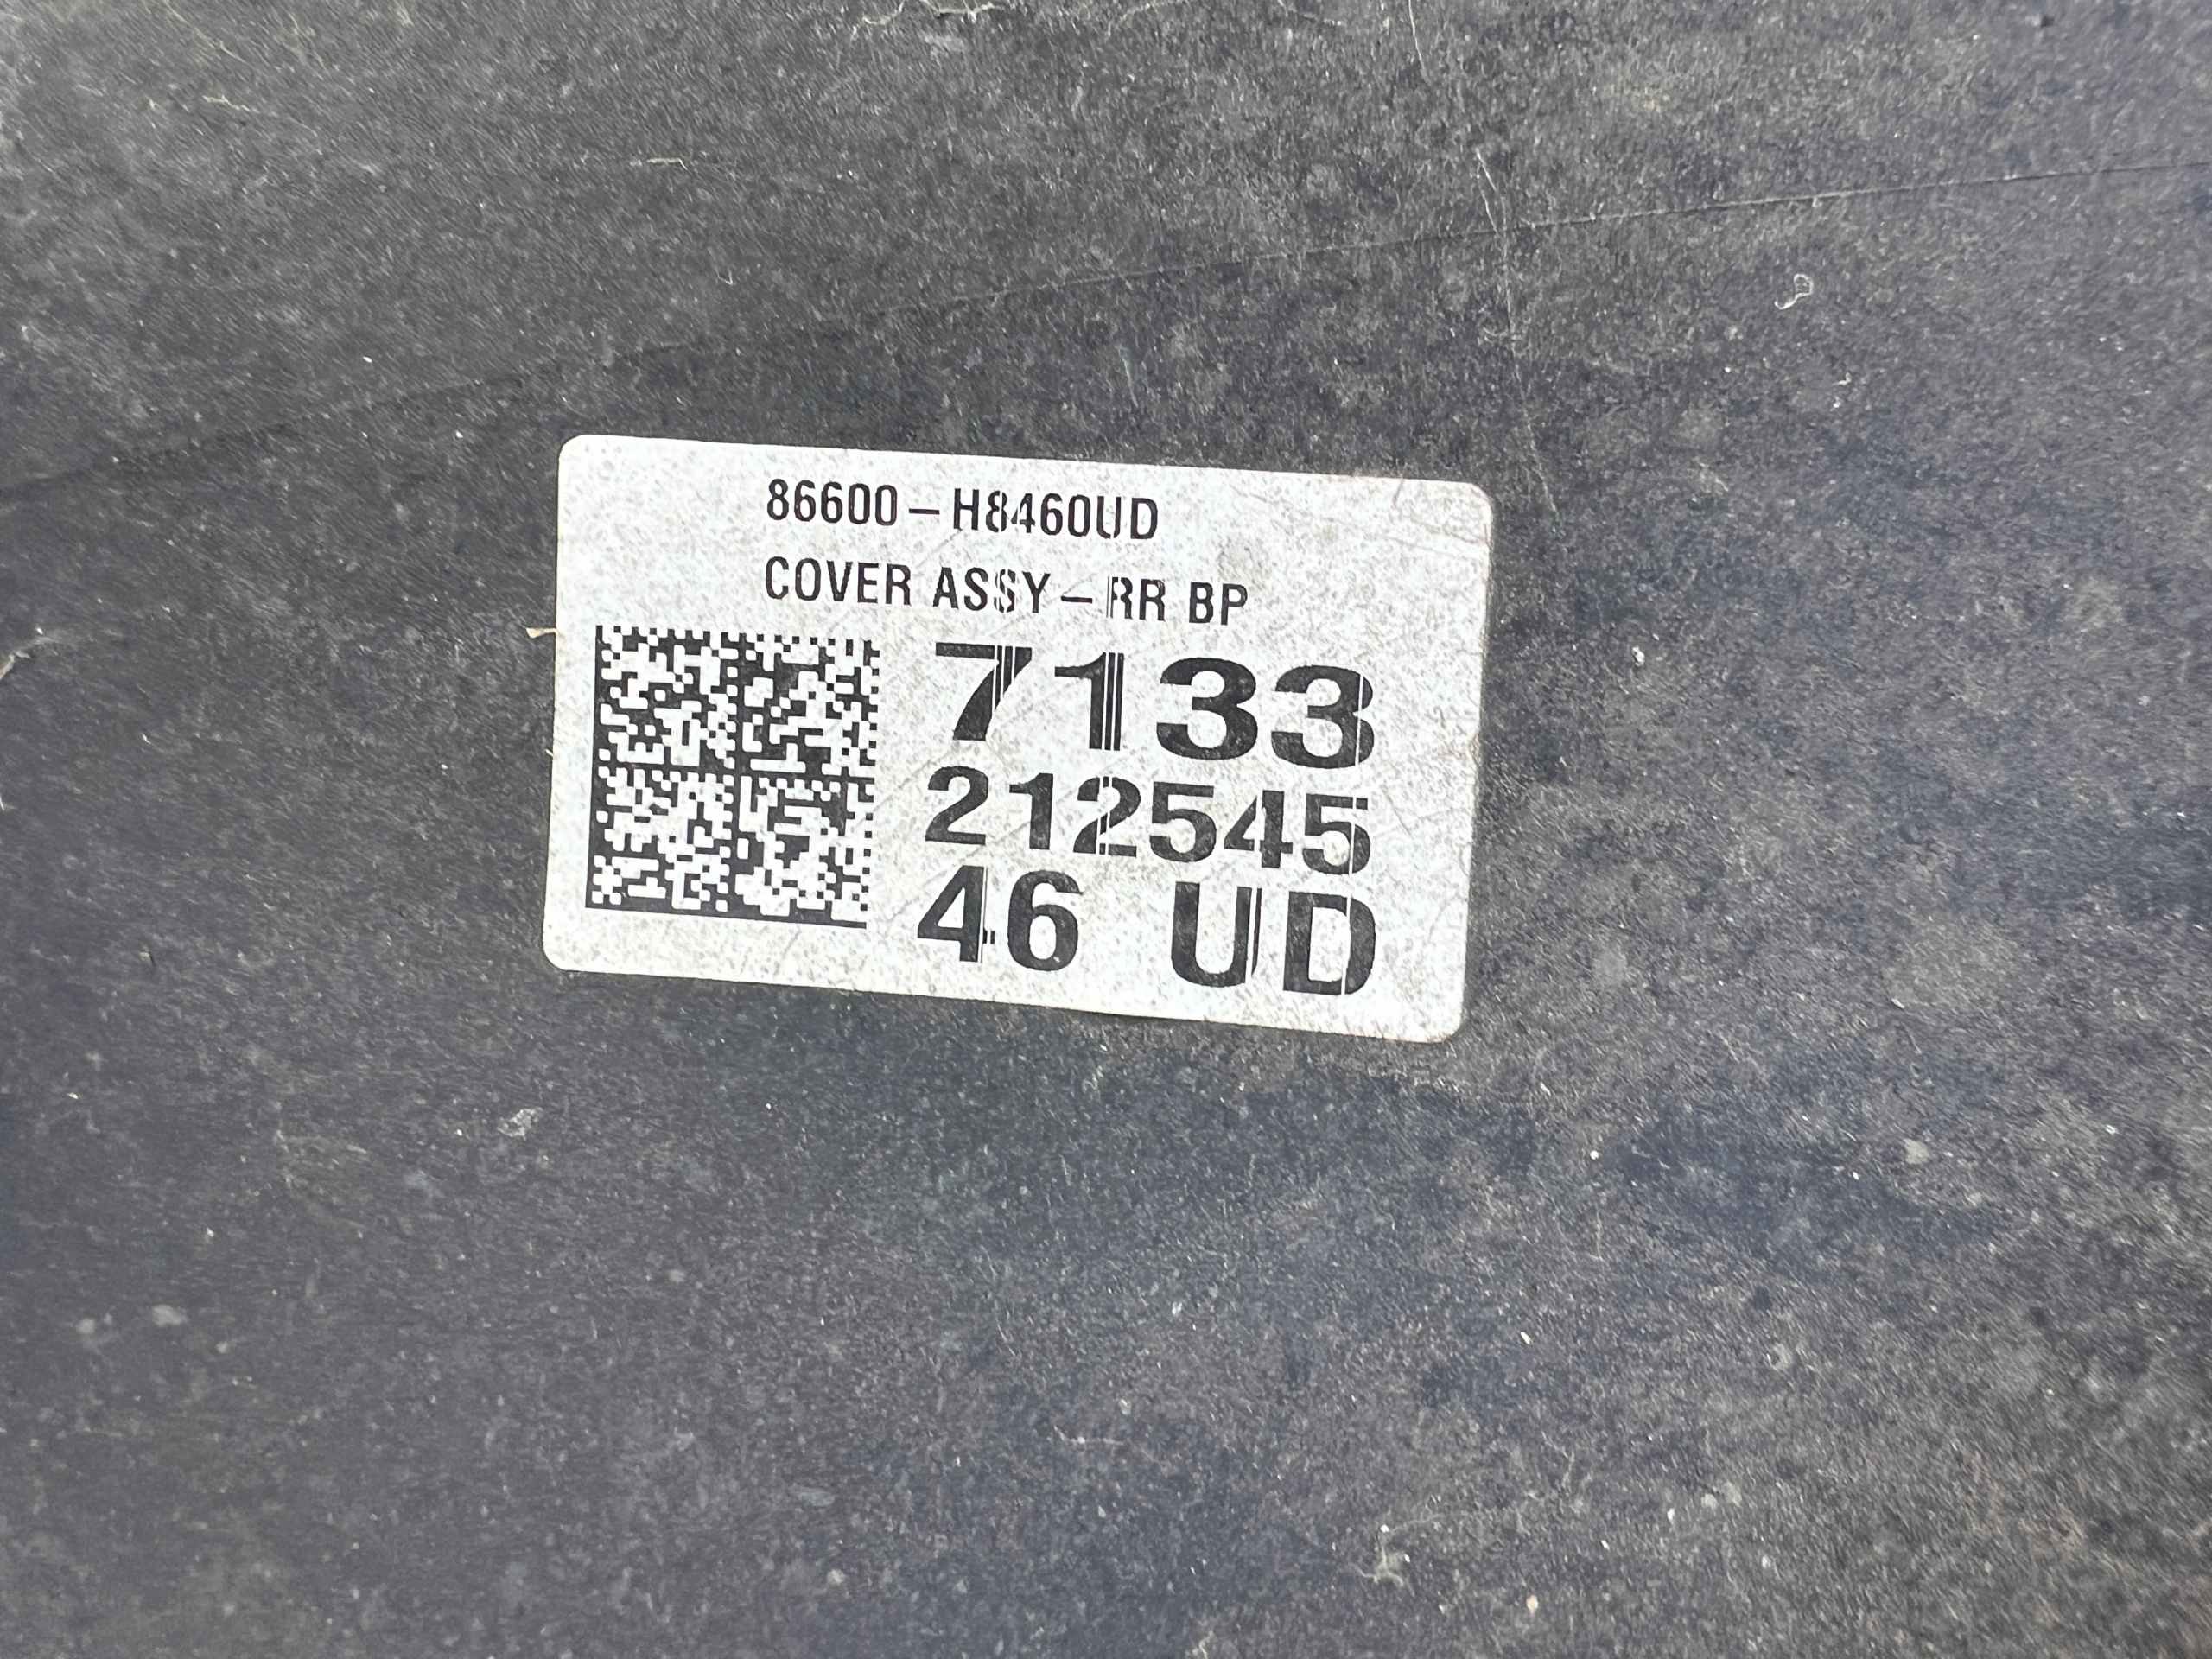 86600-H8460UD
COVER ASSY-RR BP
7133
212545
46 UD